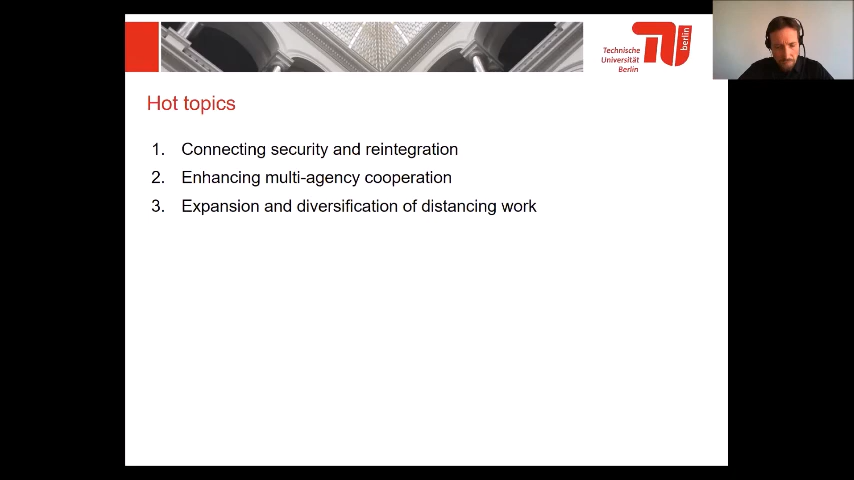 Technische
Universität
Berlin
berlin
Hot topics
1. Connecting security and reintegration
2. Enhancing multi-agency cooperation
3. Expansion and diversification of distancing work